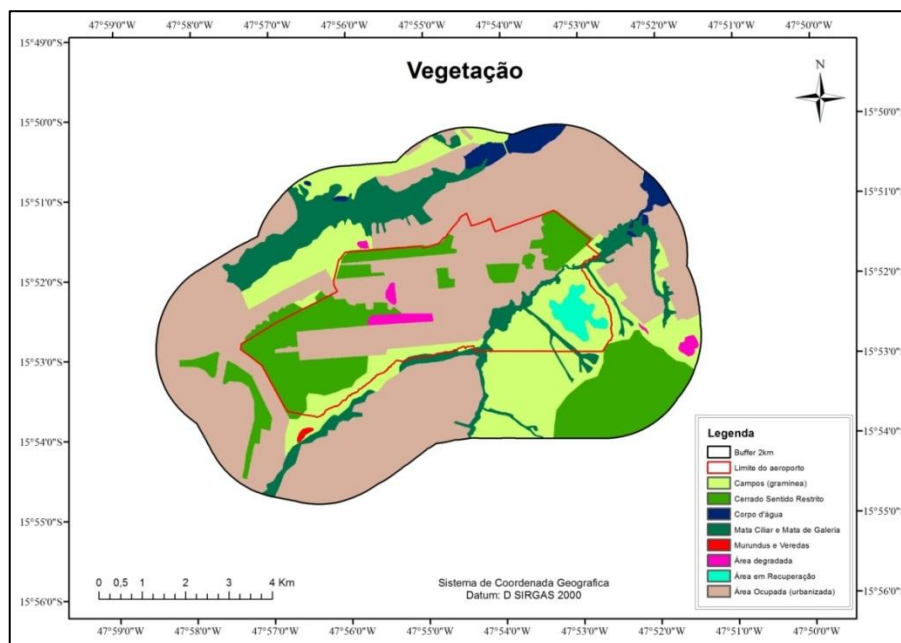 47°59'0"W 47°58'0"W 47°57'0"W 47°56'0"W 47°55'0"W 47°54'0"W 47°53'0"W 47°52'0"W 47°51'0"W 47°50'0"W
15°49'0"S
Vegetação
N
15°50'0"S 15°50'0"S
15°51'0"S 15°51'0"S
15°52'0"S 15°52'0"S
15°53'0"S 15°53'0"S
15°54'0"S 15°54'0"S
15°55'0"S 15°55'0"S
15°56'0"S 15°56'0"S
Legenda
Buffer 2km
Limite do aeroporto
Campos (gramínea)
Cerrado Sentido Restrito
Corpo d'água
Mata Ciliar e Mata de Galeria
Murundus e Veredas
Área degradada
Área em Recuperação
Área Ocupada (urbanizada)
0 0,5 1 2 3 4 Km
Sistema de Coordenada Geografica
Datum: D SIRGAS 2000
47°59'0"W 47°58'0"W 47°57'0"W 47°56'0"W 47°55'0"W 47°54'0"W 47°53'0"W 47°52'0"W 47°51'0"W 47°50'0"W